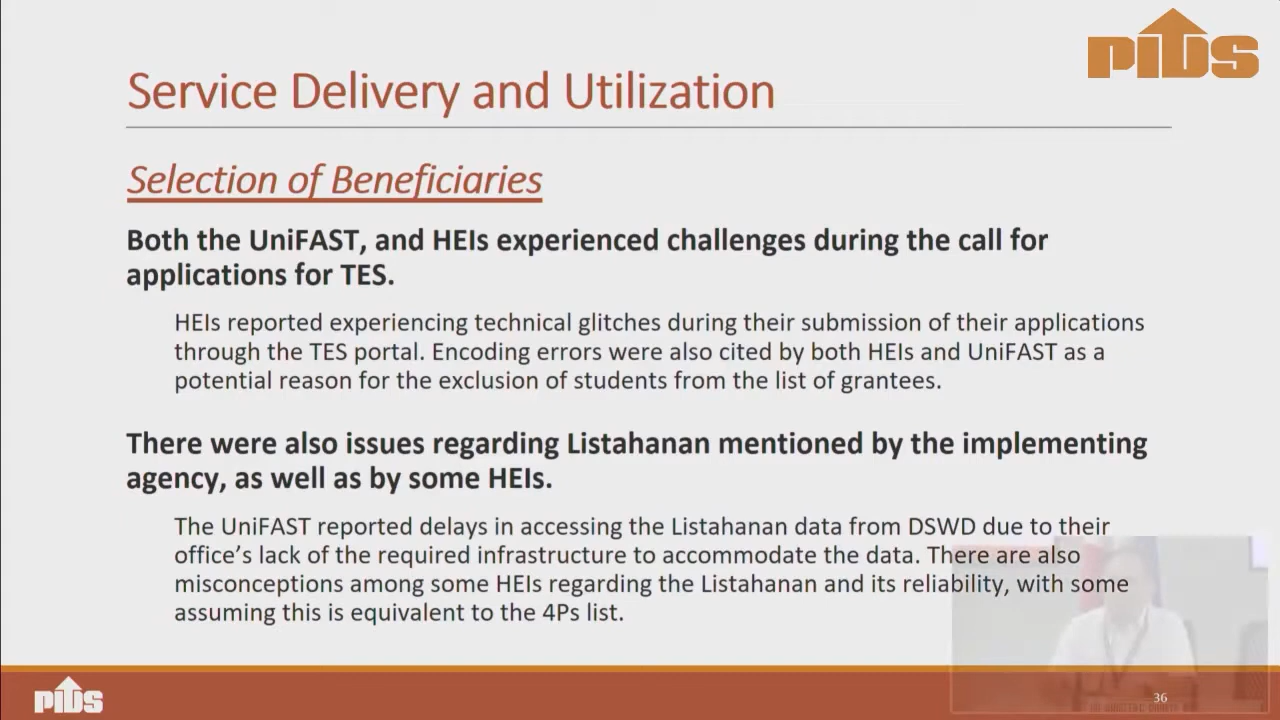 PIDS
Service Delivery and Utilization
Selection of Beneficiaries
Both the UniFAST, and HEIs experienced challenges during the call for
applications for TES.
HEIs reported experiencing technical glitches during their submission of their applications
through the TES portal. Encoding errors were also cited by both HEIs and UniFAST as a
potential reason for the exclusion of students from the list of grantees.
There were also issues regarding Listahanan mentioned by the implementing
agency, as well as by some HEIs.
The UniFAST reported delays in accessing the Listahanan data from DSWD due to their
office’s lack of the required infrastructure to accommodate the data. There are also
misconceptions among some HEIs regarding the Listahanan and its reliability, with some
assuming this is equivalent to the 4Ps list.
PIDS
36